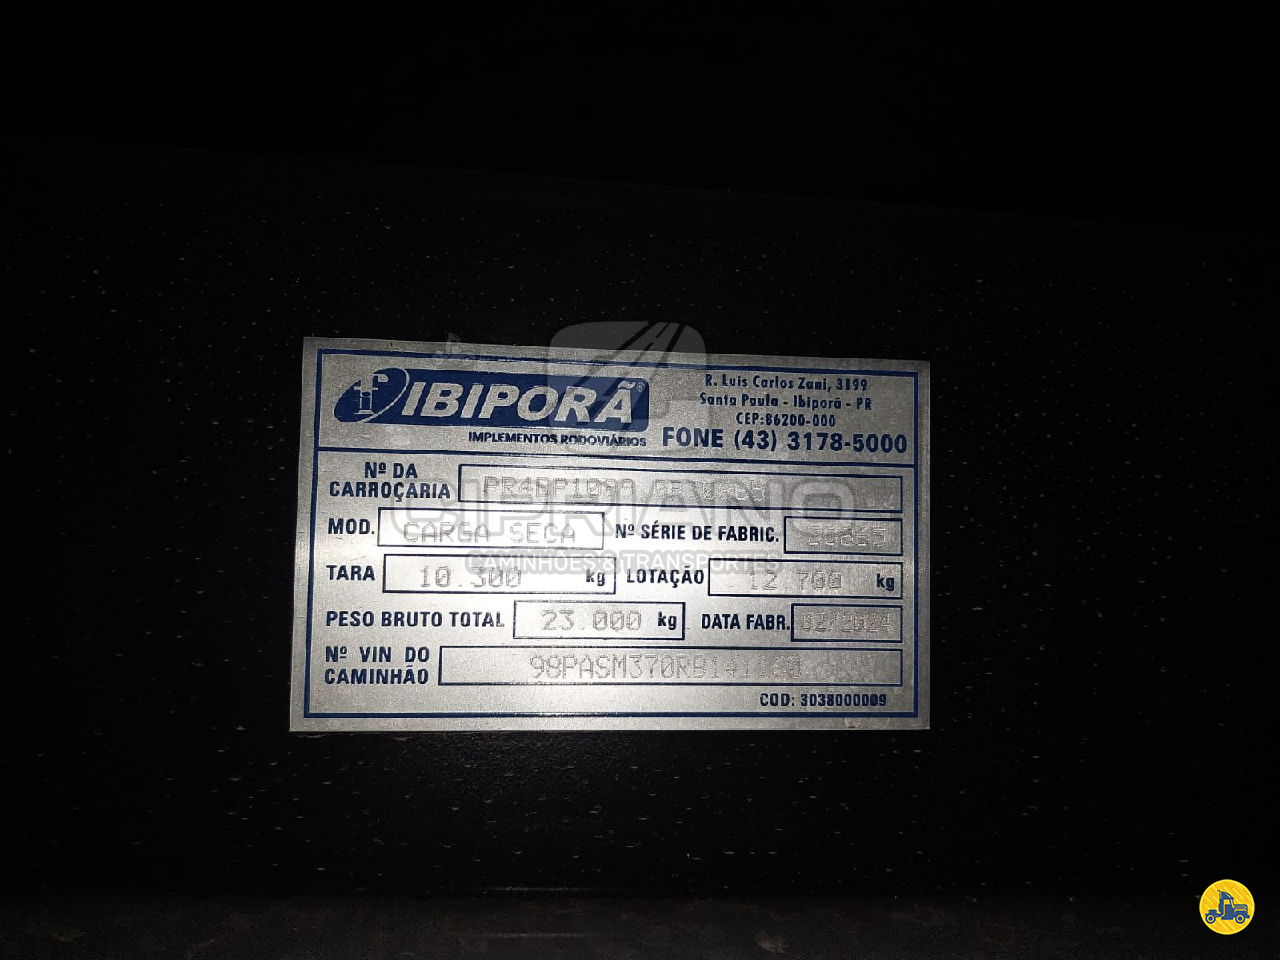 IBIPORÃ
IMPLEMENTOS RODOVIÁRIOS
R. Luis Carlos Zani, 3199
Santa Paula - Ibiporã - PR
CEP:86200-000
FONE (43) 3178-5000
Nº DA CARROÇARIA
MOD. CARGA SECA Nº SÉRIE DE FABRIC.
TARA 10.300 kg LOTAÇÃO 12.700 kg
PESO BRUTO TOTAL 23.000 kg DATA FABR. 02/2024
Nº VIN DO CAMINHÃO
COD: 3038000009
CIPRIANO
CAMINHÕES & TRANSPORTES